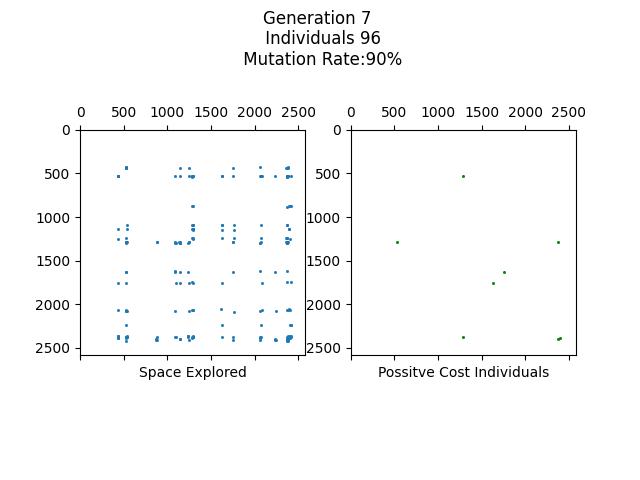 Generation 7
Individuals 96
Mutation Rate:90%
0 500 1000 1500 2000 2500 0 500 1000 1500 2000 2500
0 0
500 500
1000 1000
1500 1500
2000 2000
2500 2500
Space Explored Possitve Cost Individuals